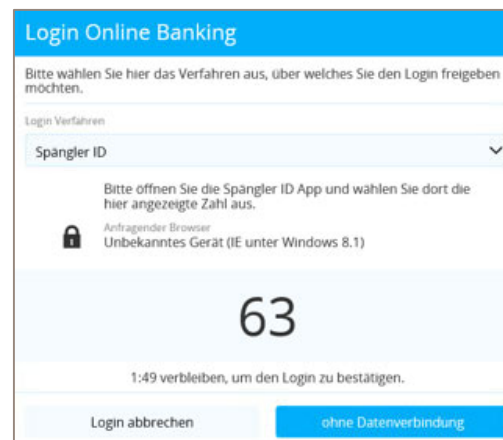 Login Online Banking
Bitte wählen Sie hier das Verfahren aus, über welches Sie den Login freigeben
möchten.
Login Verfahren
Spängler ID
Bitte öffnen Sie die Spängler ID App und wählen Sie dort die
hier angezeigte Zahl aus.
Anfragender Browser
Unbekanntes Gerät (IE unter Windows 8.1)
63
1:49 verbleiben, um den Login zu bestätigen.
Login abbrechen
ohne Datenverbindung